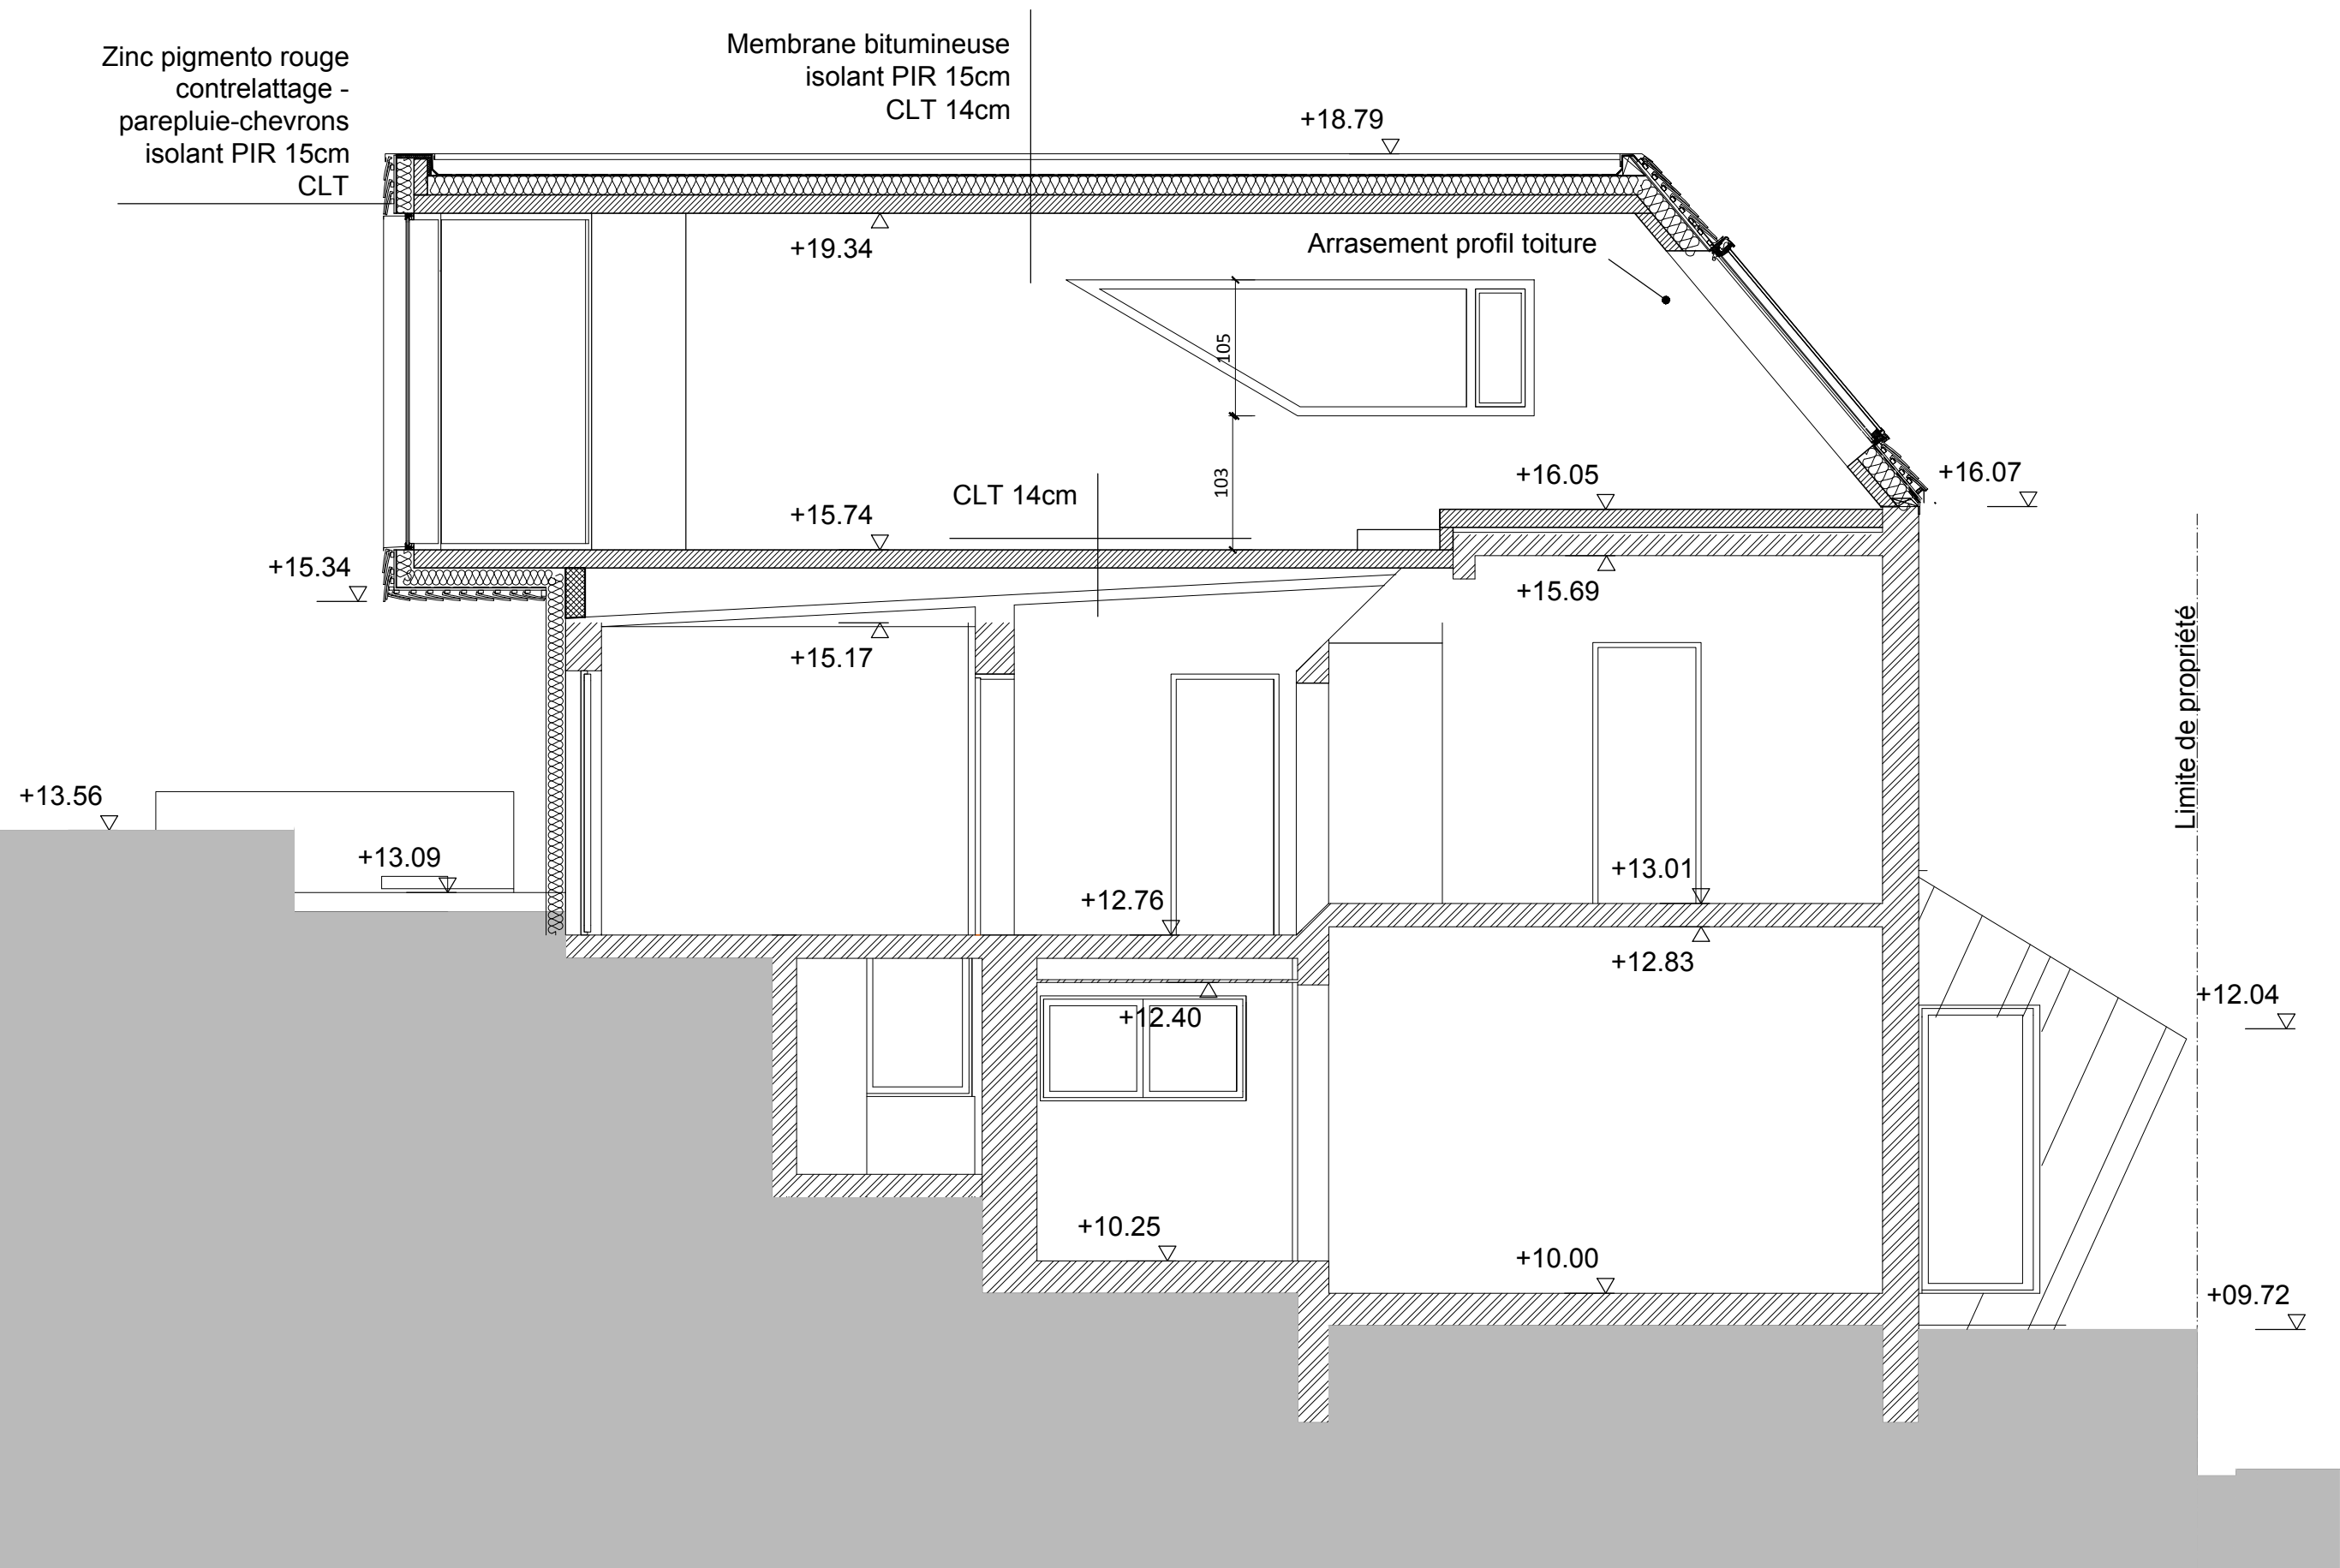 Zinc pigmento rouge
contrelattage -
parepluie-chevrons
isolant PIR 15cm
CLT
Membrane bitumineuse
isolant PIR 15cm
CLT 14cm
+18.79
+19.34
Arrasement profil toiture
105
103
CLT 14cm
+16.05
+16.07
+15.74
+15.34
+15.69
+15.17
Limite de propriété
+13.56
+13.09
+13.01
+12.76
+12.83
+12.04
+12.40
+10.25
+10.00
+09.72